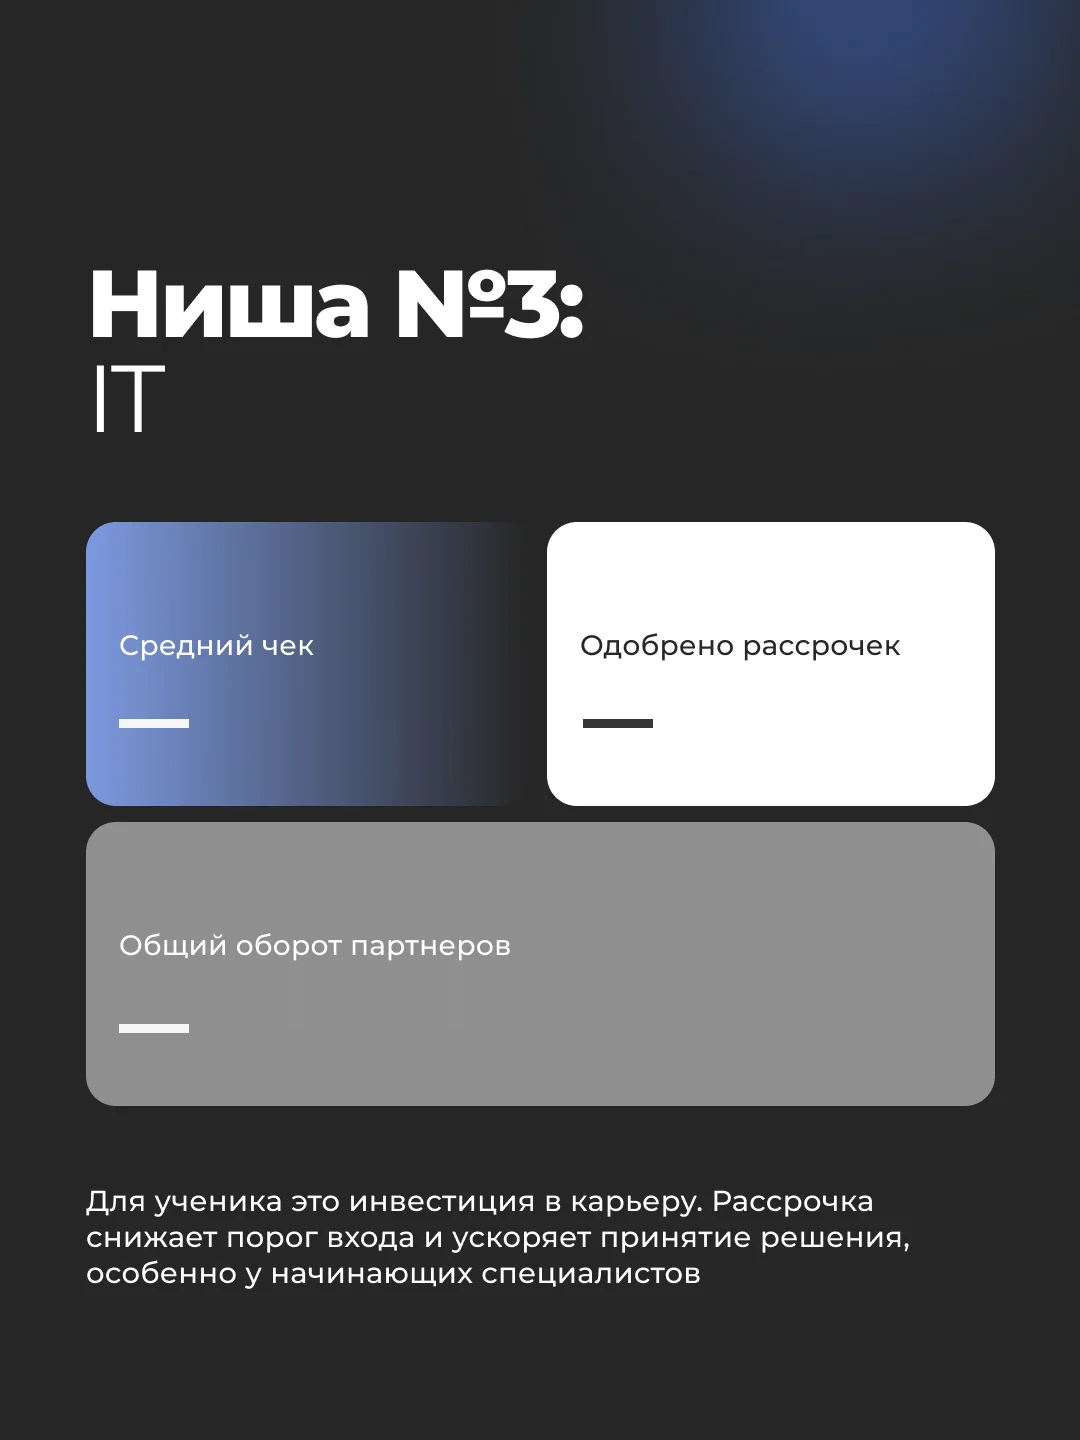 Ниша №3:
IT
Средний чек
Одобрено рассрочек
Общий оборот партнеров
Для ученика это инвестиция в карьеру. Рассрочка
снижает порог входа и ускоряет принятие решения,
особенно у начинающих специалистов